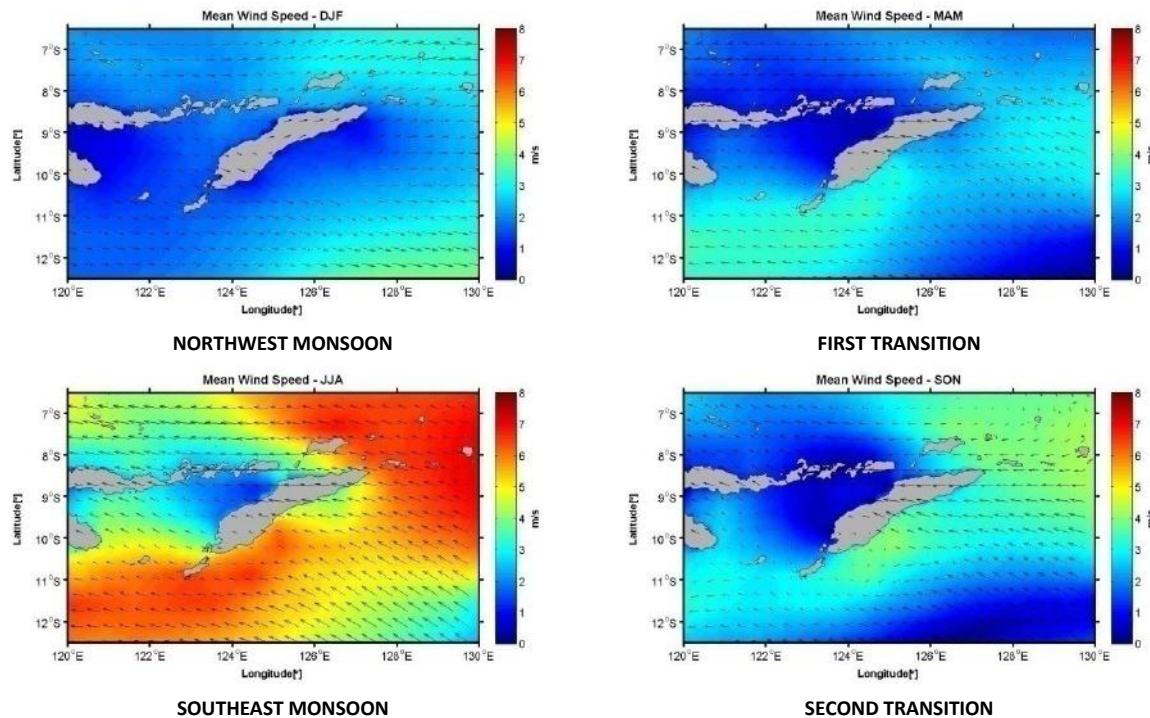 Mean Wind Speed - DJF
8
7°S
7
8°S
6
Latitude[°]
9°S
5
4
m/s
10°S
3
11°S
2
1
12°S
0
120°E
122°E
124°E
126°E
128°E
130°E
Longitude[°]
NORTHWEST MONSOON
Mean Wind Speed - MAM
8
7°S
7
8°S
6
Latitude[°]
9°S
5
4
m/s
10°S
3
11°S
2
1
12°S
0
120°E
122°E
124°E
126°E
128°E
130°E
Longitude[°]
FIRST TRANSITION
Mean Wind Speed - JJA
8
7°S
7
8°S
6
Latitude[°]
9°S
5
4
m/s
10°S
3
11°S
2
1
12°S
0
120°E
122°E
124°E
126°E
128°E
130°E
Longitude[°]
SOUTHEAST MONSOON
Mean Wind Speed - SON
8
7°S
7
8°S
6
Latitude[°]
9°S
5
4
m/s
10°S
3
11°S
2
1
12°S
0
120°E
122°E
124°E
126°E
128°E
130°E
Longitude[°]
SECOND TRANSITION